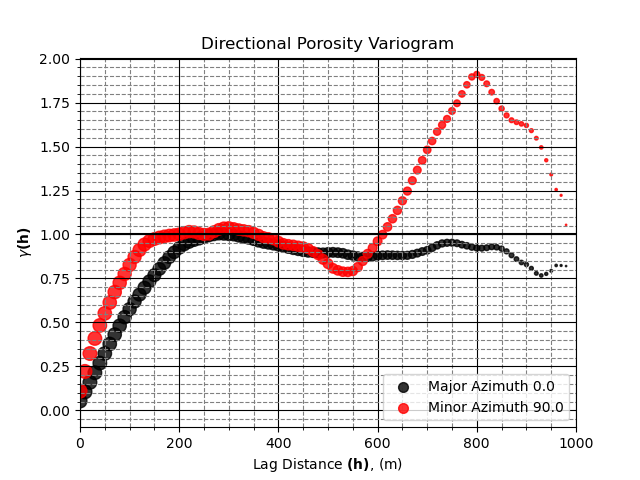 Directional Porosity Variogram
2.00
1.75
1.50
1.25
1.00
0.75
0.50
0.25
0.00
γ(h)
Major Azimuth 0.0
Minor Azimuth 90.0
0 200 400 600 800 1000
Lag Distance (h), (m)